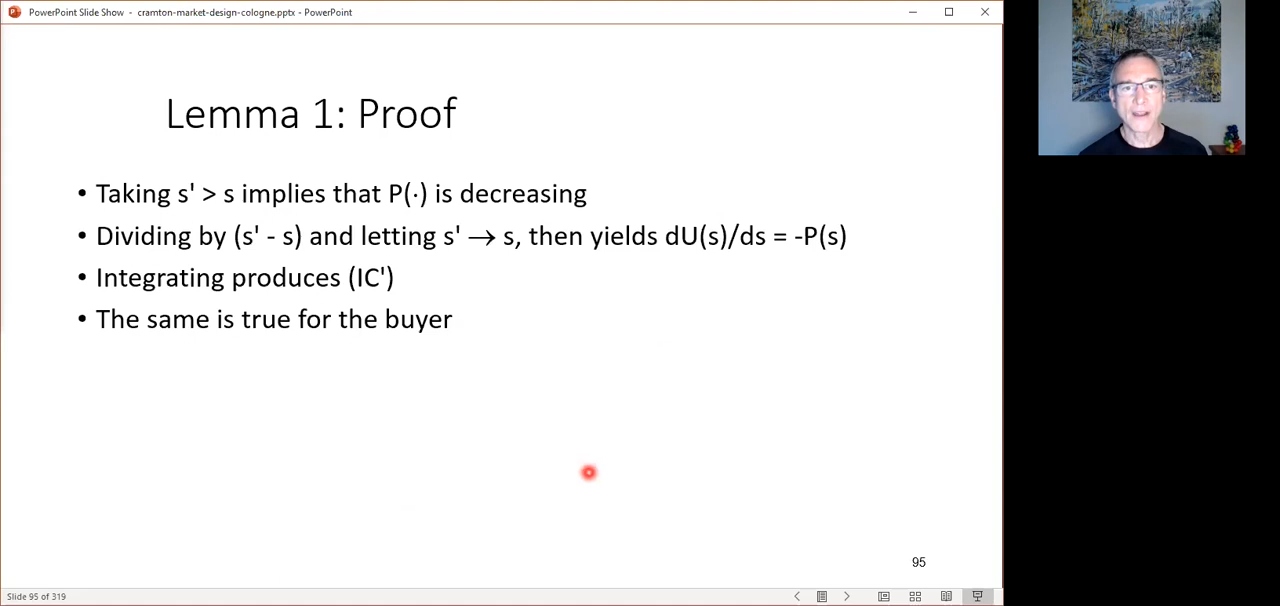 PowerPoint Slide Show - cramton-market-design-cologne.pptx - PowerPoint
Lemma 1: Proof
• Taking s' > s implies that P(·) is decreasing
• Dividing by (s' - s) and letting s' → s, then yields dU(s)/ds = -P(s)
• Integrating produces (IC')
• The same is true for the buyer
95
Slide 95 of 319